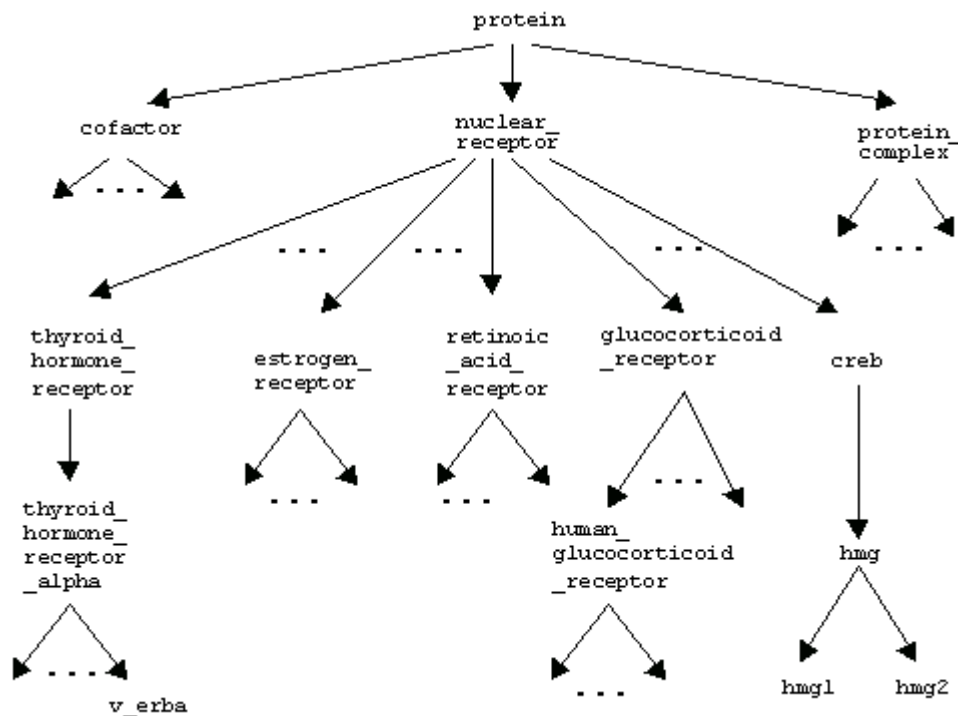 protein
cofactor
nuclear_
receptor
protein_
complex
. . .
. . .
. . .
. . .
. . .
thyroid_
hormone_
receptor
estrogen_
receptor
retinoic
_acid_
receptor
glucocorticoid
_receptor
creb
. . .
. . .
. . .
thyroid_
hormone_
receptor
_alpha
human_
glucocorticoid
_receptor
hmg
. . .
v_erba
. . .
hmg1
hmg2